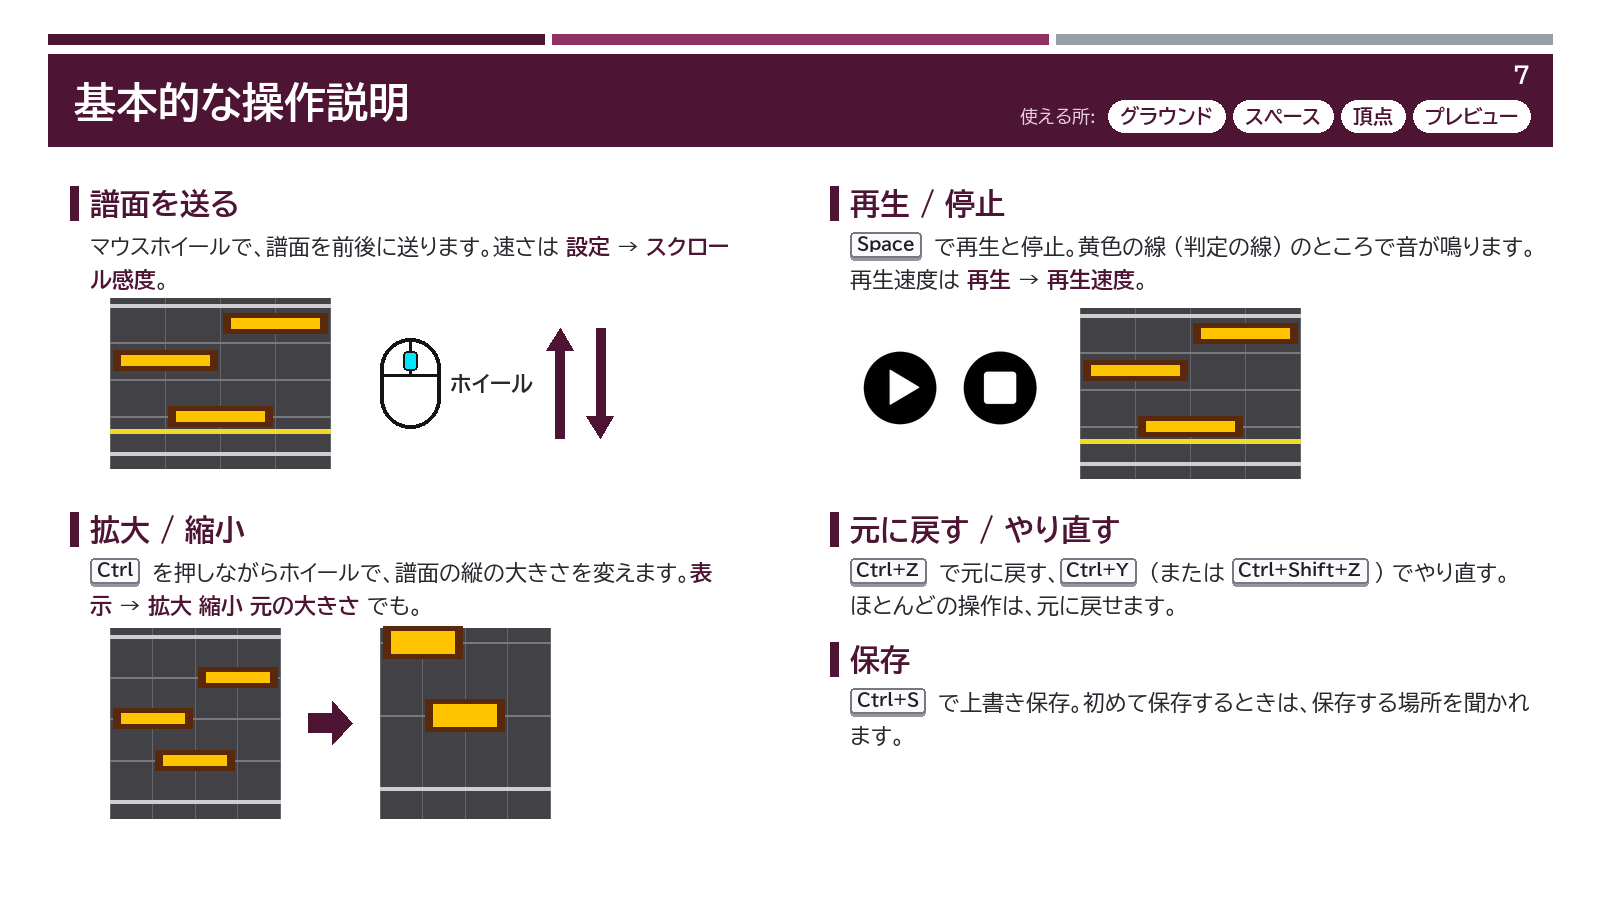 7
基本的な操作説明
使える所: グラウンド スペース 頂点 プレビュー
譜面を送る
マウスホイールで、譜面を前後に送ります。速さは 設定 → スクロー
ル感度。
ホイール
拡大 / 縮小
Ctrl を押しながらホイールで、譜面の縦の大きさを変えます。表
示 → 拡大 縮小 元の大きさ でも。
再生 / 停止
Space で再生と停止。黄色の線（判定の線）のところで音が鳴ります。
再生速度は 再生 → 再生速度。
元に戻す / やり直す
Ctrl+Z で元に戻す、Ctrl+Y（または Ctrl+Shift+Z）でやり直す。
ほとんどの操作は、元に戻せます。
保存
Ctrl+S で上書き保存。初めて保存するときは、保存する場所を聞かれ
ます。